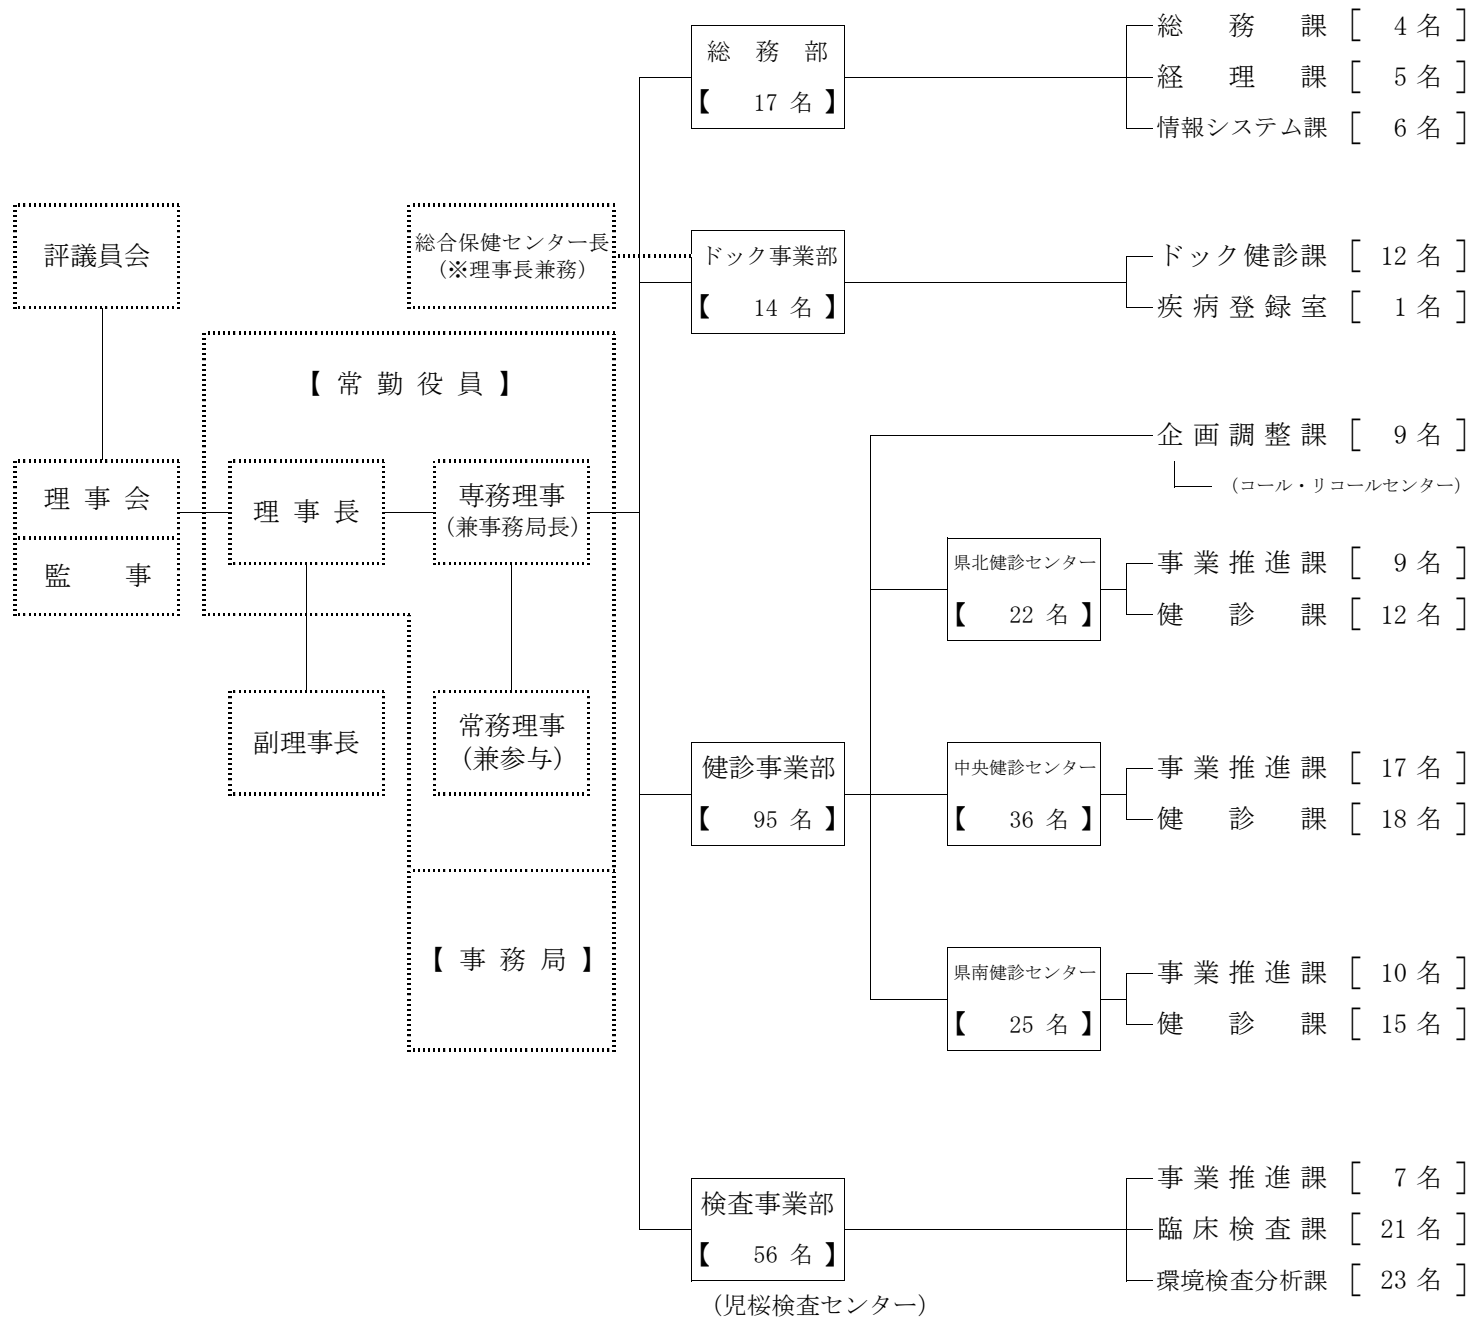 評議員会
理事会
監　　事
【 常 勤 役 員 】
理 事 長
副理事長
総合保健センター長
（※理事長兼務）
専務理事
（兼事務局長）
常務理事
（兼参与）
【 事 務 局 】
総　務　部
【　　17 名 】
総　　務　　課 ［　4 名 ］
経　　理　　課 ［　5 名 ］
情報システム課 ［　6 名 ］
ドック事業部
【　　14 名 】
ドック健診課 ［ 12 名 ］
疾 病 登 録 室 ［　1 名 ］
健診事業部
【　　95 名 】
企 画 調 整 課 ［　9 名 ］
（コール・リコールセンター）
県北健診センター
【　　22 名 】
事 業 推 進 課 ［　9 名 ］
健　　診　　課 ［ 12 名 ］
中央健診センター
【　　36 名 】
事 業 推 進 課 ［ 17 名 ］
健　　診　　課 ［ 18 名 ］
県南健診センター
【　　25 名 】
事 業 推 進 課 ［ 10 名 ］
健　　診　　課 ［ 15 名 ］
検査事業部
【　　56 名 】
（児桜検査センター）
事 業 推 進 課 ［　7 名 ］
臨 床 検 査 課 ［ 21 名 ］
環境検査分析課 ［ 23 名 ］